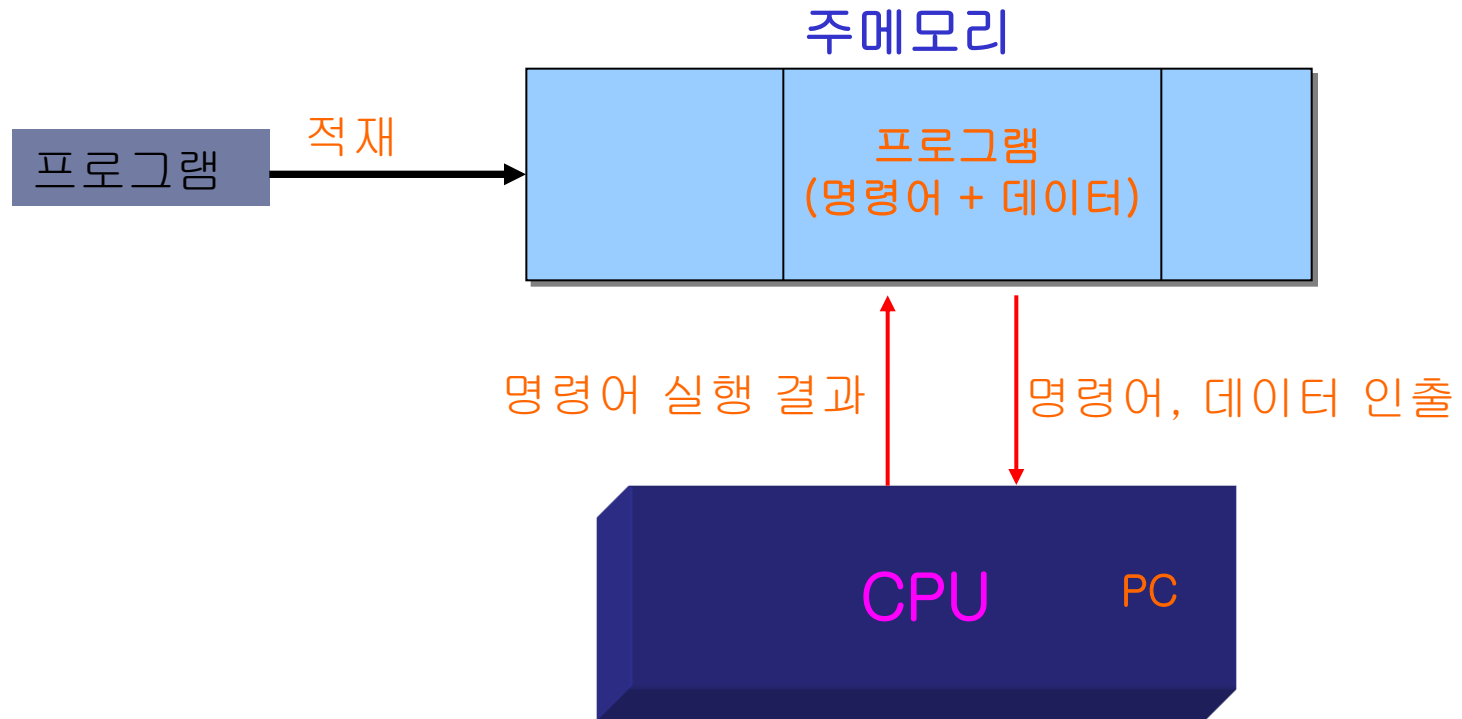 주메모리
적재
프로그램
프로그램
(명령어 + 데이터)
명령어 실행 결과
명령어, 데이터 인출
CPU
PC